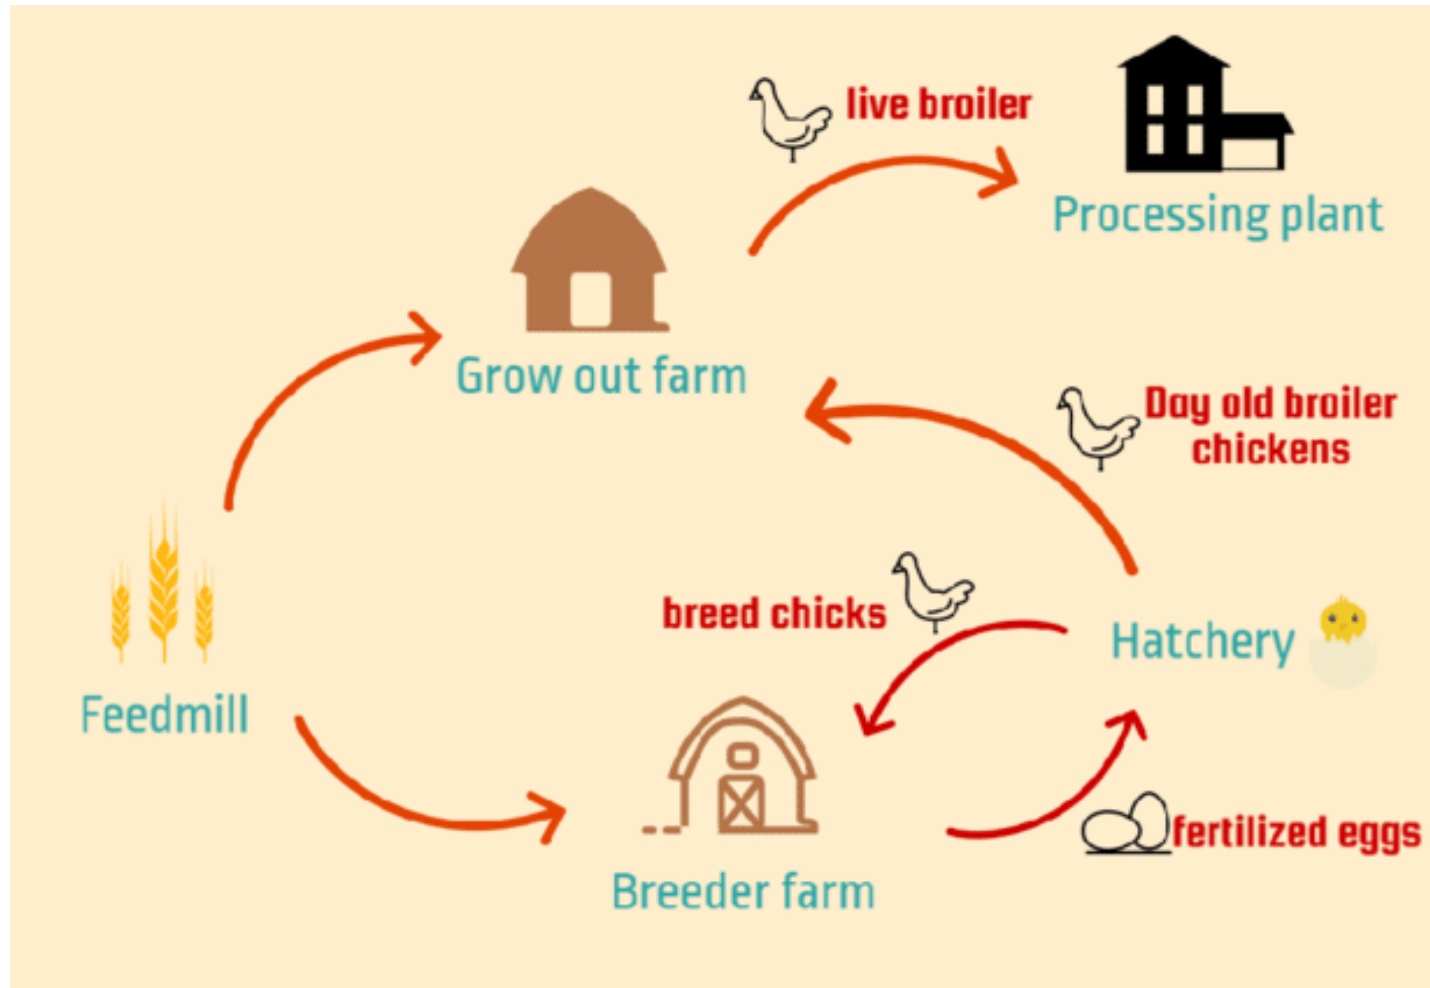 live broiler
Processing plant
Grow out farm
Day old broiler
chickens
breed chicks
Hatchery
Feedmill
fertilized eggs
Breeder farm